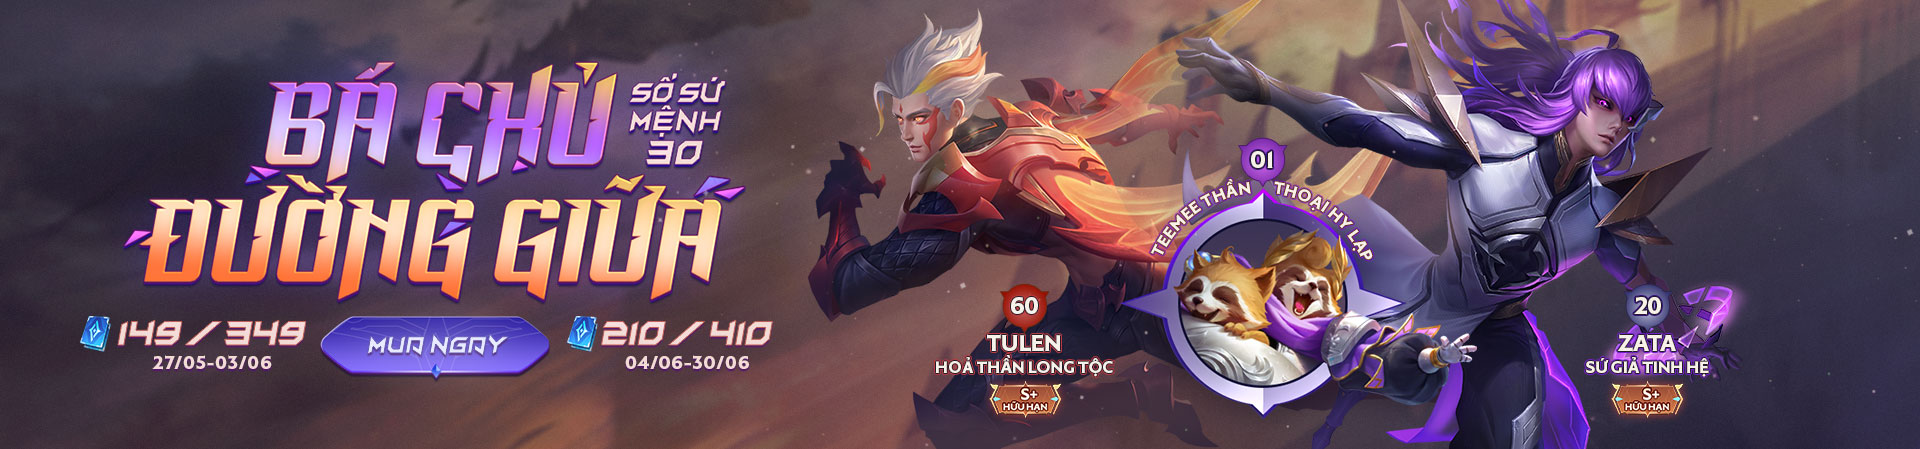 BÁ CHỦ
SỔ SỨ
MỆNH
30
ĐƯỜNG GIỮA
149 / 349
27/05-03/06
MUA NGAY
210 / 410
04/06-30/06
01
TEEMEE THẦN THOẠI HY LẠP
60
TULEN
HOẢ THẦN LONG TỘC
S+
HỮU HẠN
20
ZATA
SỨ GIẢ TINH HỆ
S+
HỮU HẠN